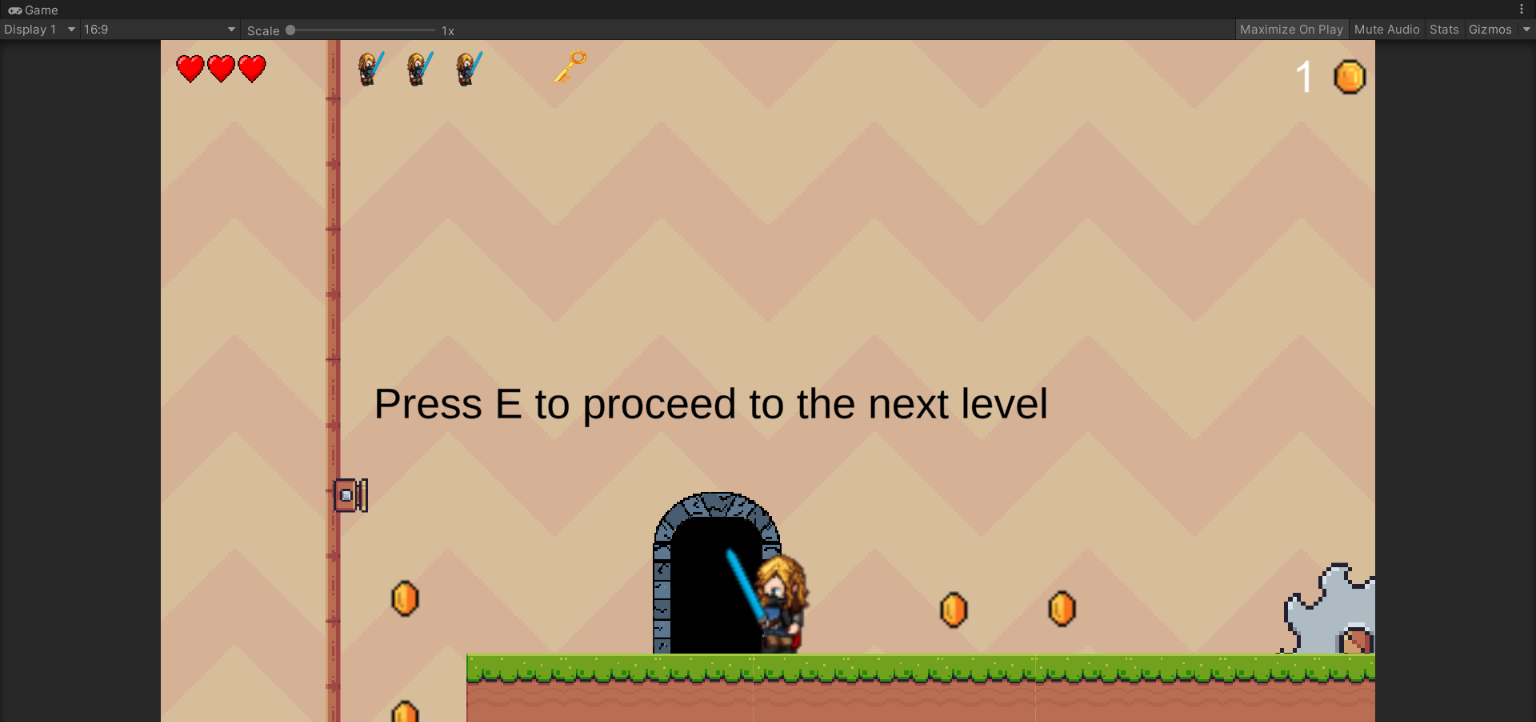 Game
Display 1
16:9
Scale
1x
Maximize On Play
Mute Audio
Stats
Gizmos
1
Press E to proceed to the next level